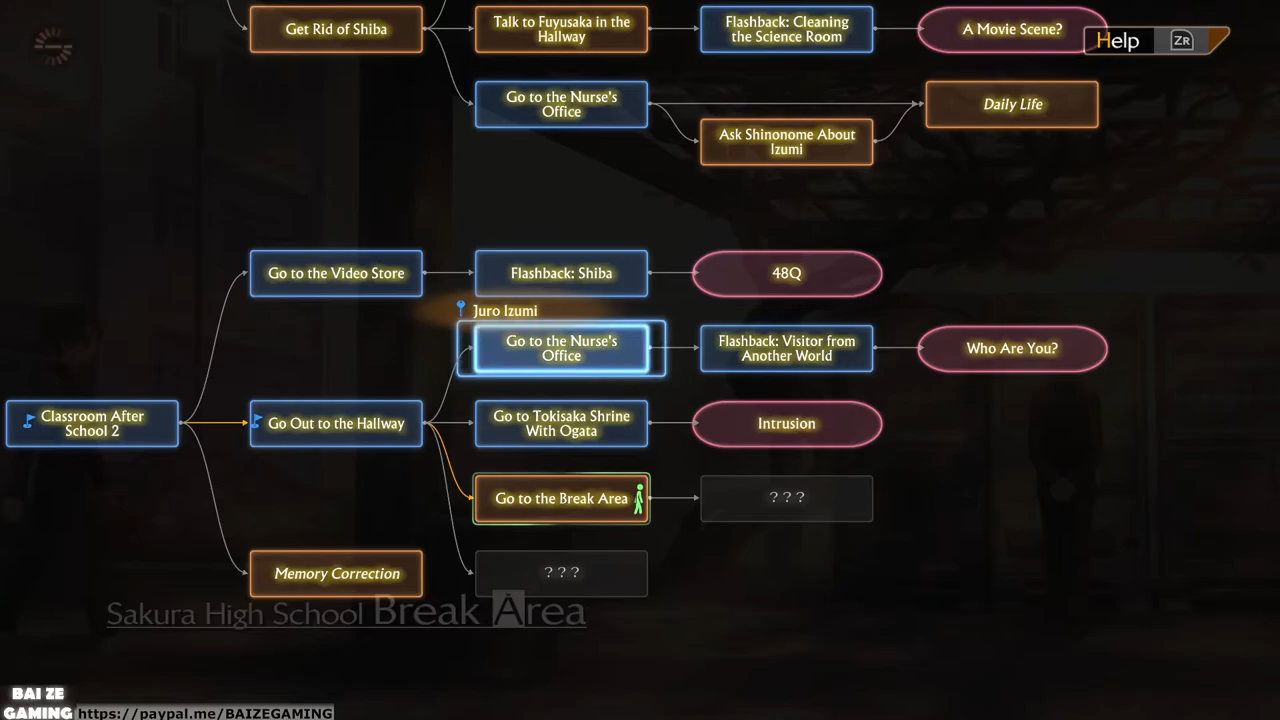 Get Rid of Shiba
Talk to Fuyusaka in the
Hallway
Flashback: Cleaning
the Science Room
A Movie Scene?
Help
ZR
Go to the Nurse's
Office
Daily Life
Ask Shinonome About
Izumi
Go to the Video Store
Flashback: Shiba
48Q
Juro Izumi
Go to the Nurse's
Office
Flashback: Visitor from
Another World
Who Are You?
Classroom After
School 2
Go Out to the Hallway
Go to Tokisaka Shrine
With Ogata
Intrusion
Go to the Break Area
? ? ?
Memory Correction
? ? ?
Sakura High School Break Area
BAI ZE
GAMING https://paypal.me/BAIZEGAMING